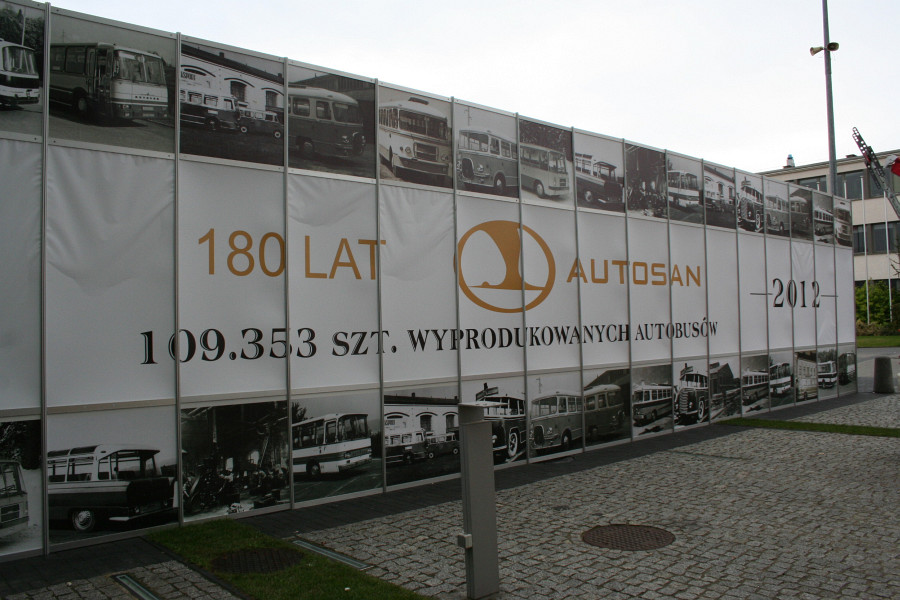 180 LAT AUTOSAN
2012
109.353 SZT. WYPRODUKOWANYCH AUTOBUSÓW